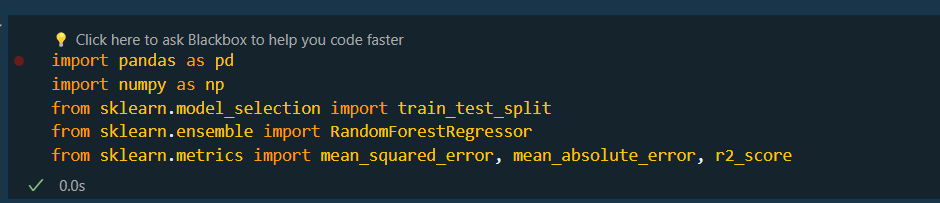 💡 Click here to ask Blackbox to help you code faster
import pandas as pd
import numpy as np
from sklearn.model_selection import train_test_split
from sklearn.ensemble import RandomForestRegressor
from sklearn.metrics import mean_squared_error, mean_absolute_error, r2_score
✓ 0.0s